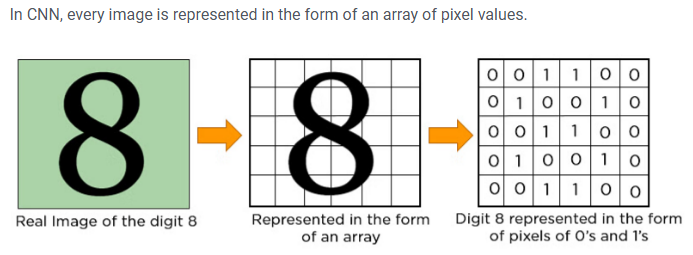 In CNN, every image is represented in the form of an array of pixel values.
8
8
0 0 1 1 0 0
0 1 0 0 1 0
0 0 1 1 0 0
0 1 0 0 1 0
0 0 1 1 0 0
Real Image of the digit 8
Represented in the form
of an array
Digit 8 represented in the form
of pixels of 0's and 1's